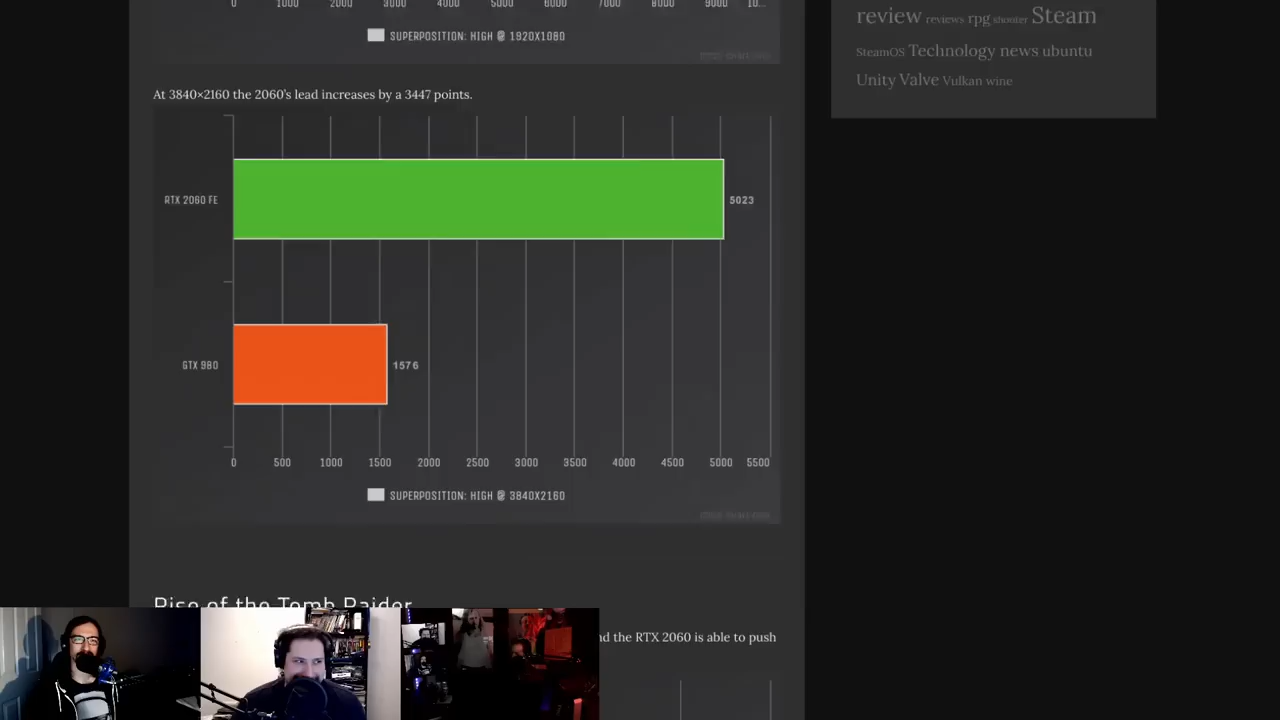 0 1000 2000 3000 4000 5000 6000 7000 8000 9000 10...
SUPERPOSITION: HIGH @ 1920X1080
At 3840×2160 the 2060's lead increases by a 3447 points.
RTX 2060 FE
5023
GTX 980
1576
0 500 1000 1500 2000 2500 3000 3500 4000 4500 5000 5500
SUPERPOSITION: HIGH @ 3840X2160
Rise of the Tomb Raider
nd the RTX 2060 is able to push
review reviews rpg shooter Steam
SteamOS Technology news ubuntu
Unity Valve Vulkan wine